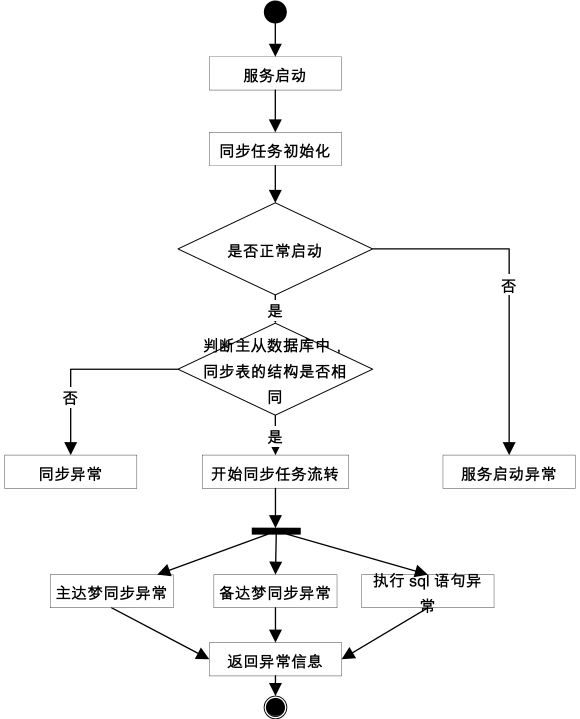 服务启动
同步任务初始化
是否正常启动
否
是
判断主从数据库中，
同步表的结构是否相
同
否
是
同步异常
开始同步任务流转
服务启动异常
主达梦同步异常
备达梦同步异常
执行 sql 语句异
常
返回异常信息